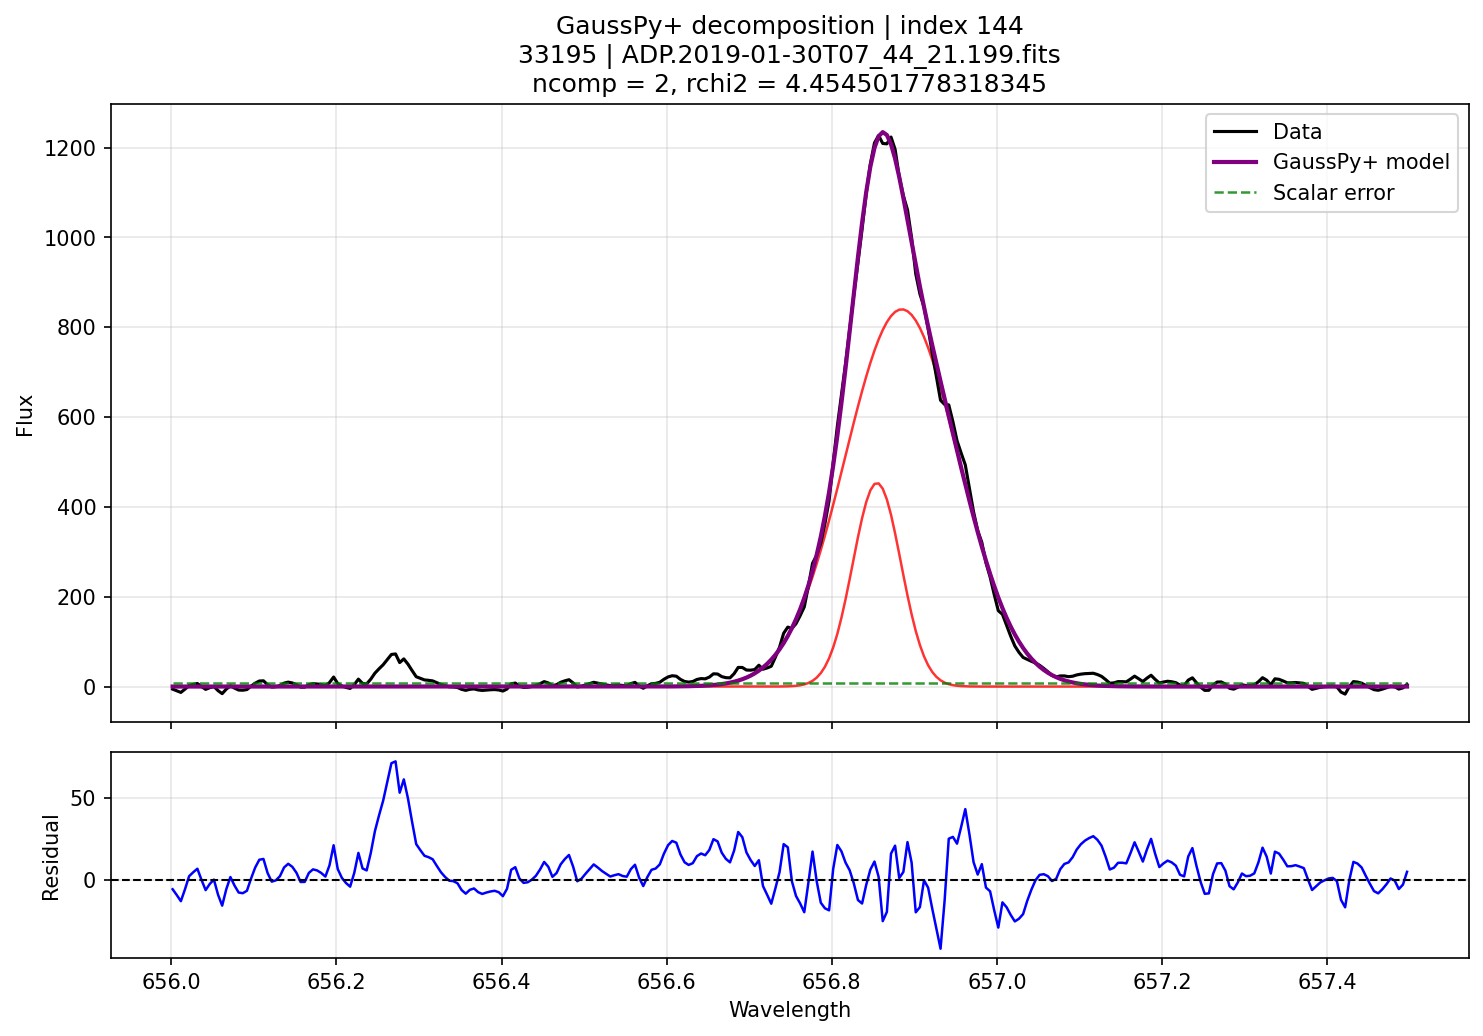 GaussPy+ decomposition | index 144
33195 | ADP.2019-01-30T07_44_21.199.fits
ncomp = 2, rchi2 = 4.454501778318345
Data
GaussPy+ model
Scalar error
Flux
1200
1000
800
600
400
200
0
Residual
50
0
656.0 656.2 656.4 656.6 656.8 657.0 657.2 657.4
Wavelength